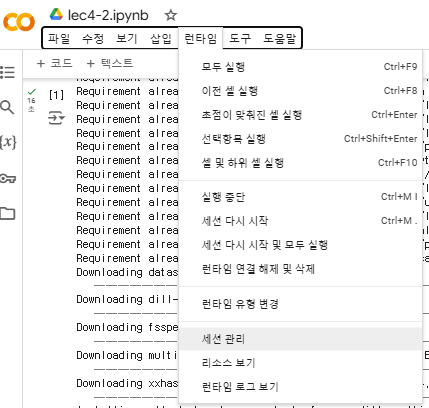 lec4-2.ipynb
파일 수정 보기 삽입 런타임 도구 도움말
+ 코드 + 텍스트
모두 실행 Ctrl+F9
이전 셀 실행 Ctrl+F8
초점이 맞춰진 셀 실행 Ctrl+Enter
선택항목 실행 Ctrl+Shift+Enter
셀 및 하위 셀 실행 Ctrl+F10
실행 중단 Ctrl+M I
세션 다시 시작 Ctrl+M .
세션 다시 시작 및 모두 실행
런타임 연결 해제 및 삭제
런타임 유형 변경
세션 관리
리소스 보기
런타임 로그 보기
16
초
[1]
{x}
Requirement alrea
Requirement alrea
Requirement alrea
Requirement alrea
Requirement alrea
Requirement alrea
Requirement alrea
Requirement alrea
Requirement alrea
Requirement alrea
Requirement alrea
Requirement alrea
Requirement alrea
Requirement alrea
Downloading datas
Downloading dill-
Downloading fsspe
Downloading multi
Downloading xxhas